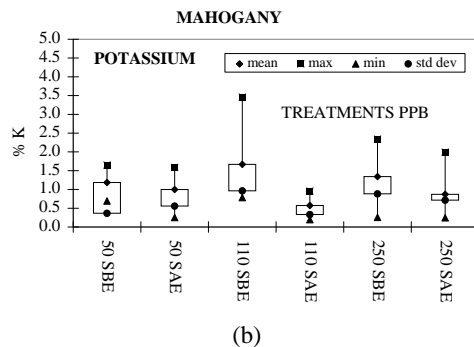 MAHOGANY
POTASSIUM
mean max min std dev
TREATMENTS PPB
% K
5.0
4.5
4.0
3.5
3.0
2.5
2.0
1.5
1.0
0.5
0.0
50 SBE
50 SAE
110 SBE
110 SAE
250 SBE
250 SAE
(b)